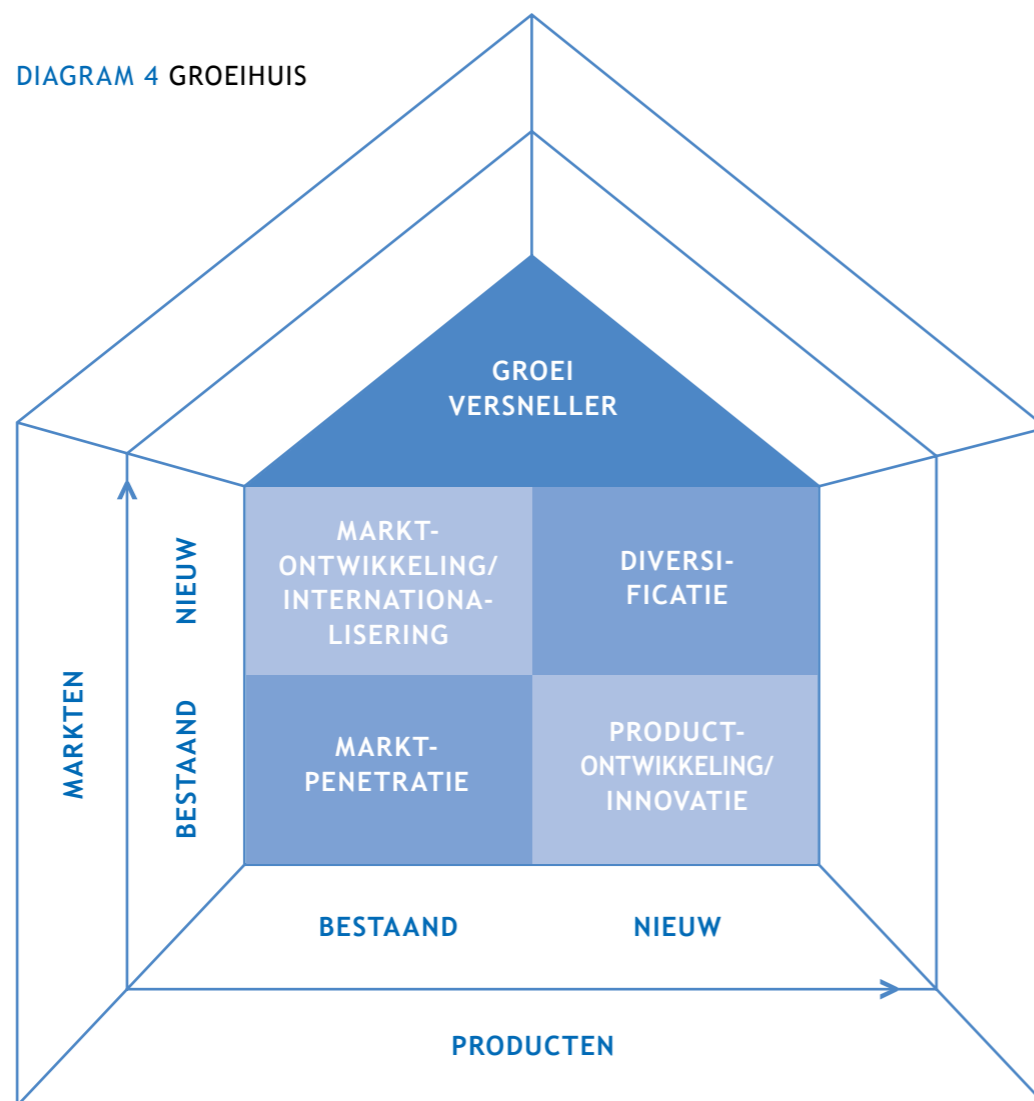 DIAGRAM 4 GROEIHUIS
GROEI
VERSNELLER
NIEUW
MARKT-
ONTWIKKELING/
INTERNATIONA-
LISERING
DIVERSI-
FICATIE
MARKTEN
BESTAAND
MARKT-
PENETRATIE
PRODUCT-
ONTWIKKELING/
INNOVATIE
BESTAAND
NIEUW
PRODUCTEN